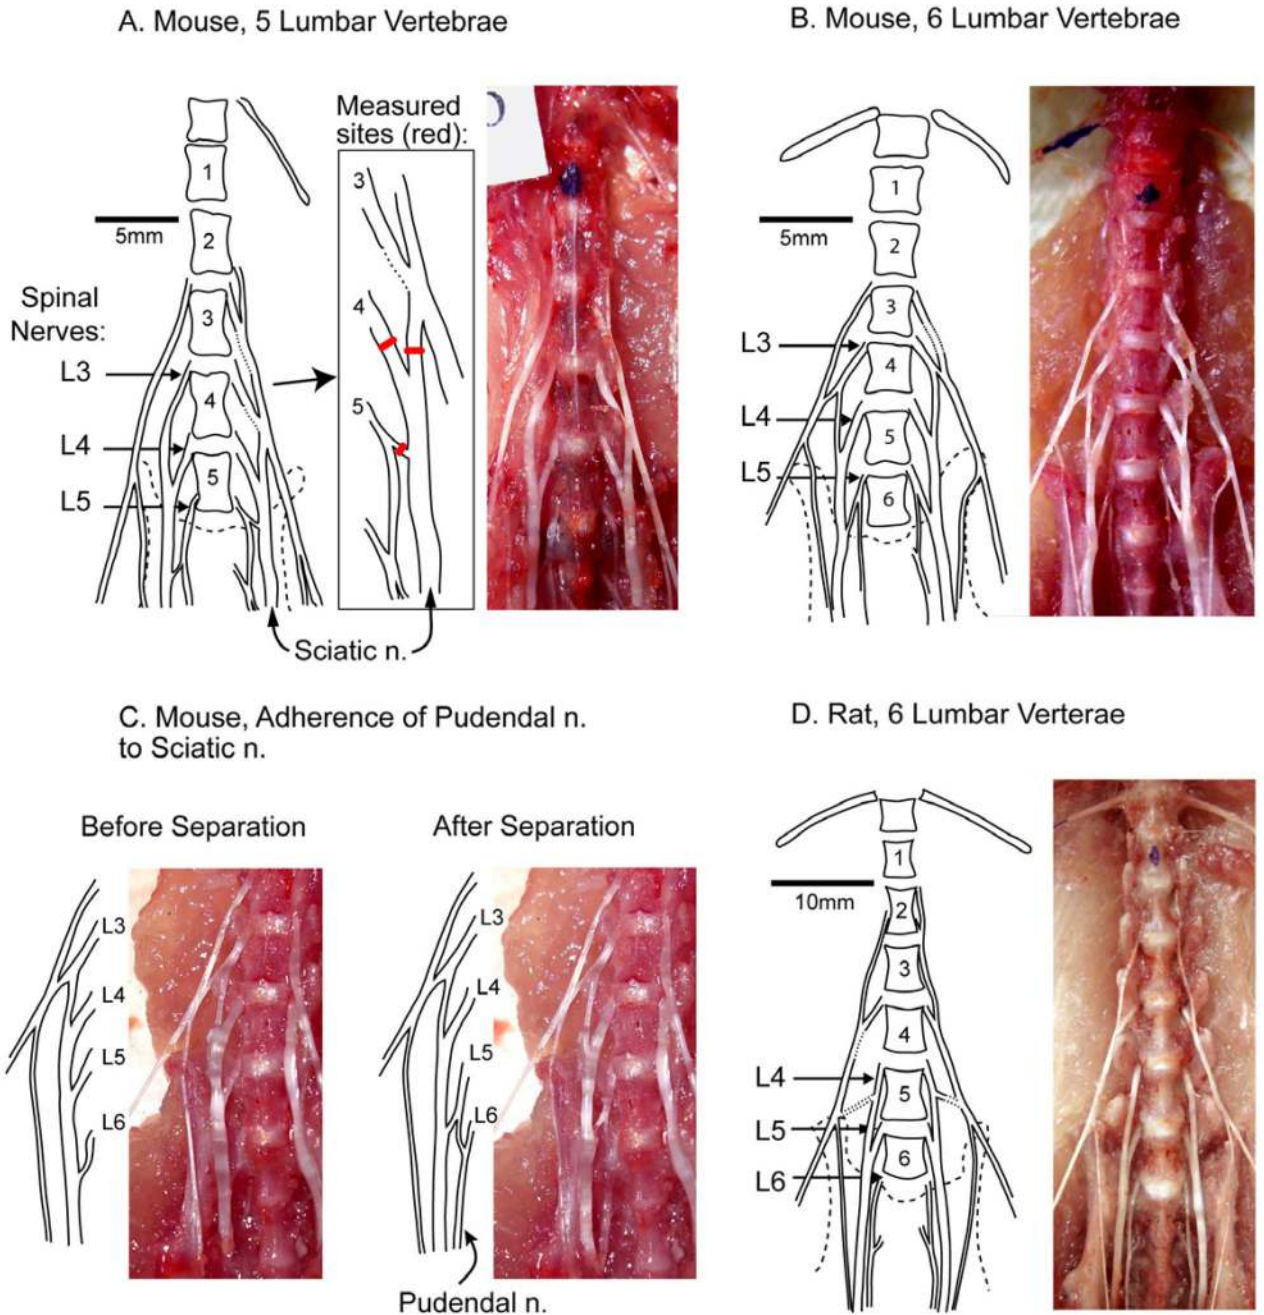 A. Mouse, 5 Lumbar Vertebrae
Measured
sites (red):
1
2
3
4
5
5mm
Spinal
Nerves:
L3
L4
L5
3
4
5
Sciatic n.
B. Mouse, 6 Lumbar Vertebrae
1
2
3
4
5
6
5mm
L3
L4
L5
C. Mouse, Adherence of Pudendal n.
to Sciatic n.
Before Separation
L3
L4
L5
L6
After Separation
L3
L4
L5
L6
Pudendal n.
D. Rat, 6 Lumbar Verterae
1
2
3
4
5
6
10mm
L4
L5
L6